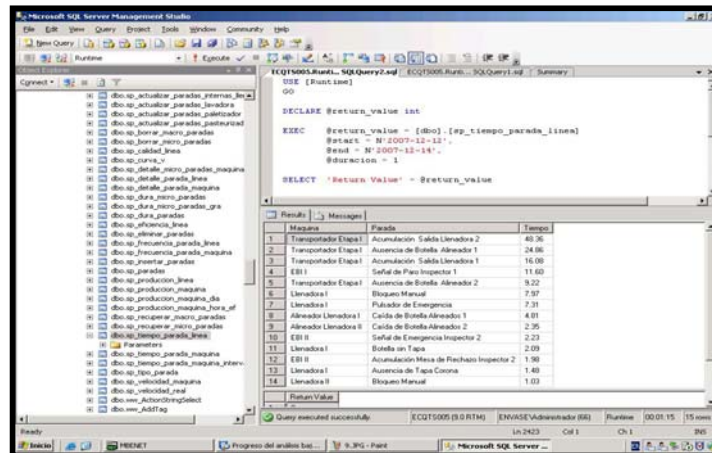 Microsoft SQL Server Management Studio
File Edit View Query Project Tools Window Community Help
New Query
Runtime Execute
Object Explorer
Connect
ECQTS005.Runti... SQLQuery2.sql ECQTS005.Runti... SQLQuery1.sql Summary
dbo.sp_actualizar_paradas_internas_llen
dbo.sp_actualizar_paradas_lavadora
dbo.sp_actualizar_paradas_paletizador
dbo.sp_actualizar_paradas_pasteurizad
dbo.sp_borrar_macro_paradas
dbo.sp_borrar_micro_paradas
dbo.sp_calidad_linea
dbo.sp_curva_v
dbo.sp_detalle_micro_paradas_maquina
dbo.sp_detalle_parada_linea
dbo.sp_detalle_parada_maquina
dbo.sp_dura_micro_paradas
dbo.sp_dura_micro_paradas_gra
dbo.sp_dura_paradas
dbo.sp_eficiencia_linea
dbo.sp_eliminar_paradas
dbo.sp_frecuencia_parada_linea
dbo.sp_frecuencia_parada_maquina
dbo.sp_insertar_paradas
dbo.sp_paradas
dbo.sp_produccion_linea
dbo.sp_produccion_maquina
dbo.sp_produccion_maquina_dia
dbo.sp_produccion_maquina_hora_ef
dbo.sp_recuperar_macro_paradas
dbo.sp_recuperar_micro_paradas
dbo.sp_tiempo_parada_linea
Parameters
dbo.sp_tiempo_parada_maquina
dbo.sp_tiempo_parada_maquina_interv
dbo.sp_tipo_parada
dbo.sp_velocidad_maquina
dbo.sp_velocidad_real
dbo.ww_ActionStringSelect
dbo.ww_AddTag
USE [Runtime]
GO
DECLARE @return_value int
EXEC @return_value = [dbo].[sp_tiempo_parada_linea]
@start = N'2007-12-12',
@end = N'2007-12-14',
@duracion = 1
SELECT 'Return Value' = @return_value
Results Messages
Maquina Parada Tiempo
1 Transportador Etapa I Acumulación Salida Llenadora 2 48.36
2 Transportador Etapa I Ausencia de Botella Alineador 1 24.86
3 Transportador Etapa I Acumulación Salida Llenadora 1 16.08
4 EBI I Señal de Paro Inspector 1 11.60
5 Transportador Etapa I Ausencia de Botella Alineador 2 9.22
6 Llenadora I Bloqueo Manual 7.97
7 Llenadora I Pulsador de Emergencia 7.31
8 Alineador Llenadora I Caída de Botella Alineados 1 4.81
9 Alineador Llenadora II Caída de Botella Alineados 2 2.35
10 EBI II Señal de Emergencia Inspector 2 2.23
11 Llenadora I Botella sin Tapa 2.09
12 EBI II Acumulación Mesa de Rechazo Inspector 2 1.98
13 Llenadora I Ausencia de Tapa Corona 1.48
14 Llenadora II Bloqueo Manual 1.03
Return Value
Query executed successfully. ECQTS005 (9.0 RTM) ENVASE\Administrador (66) Runtime 00:01:15 15 rows
Ready Ln 2423 Col 1 Ch 1 INS
Inicio MBENET Progreso del análisis baj... 9.JPG - Paint Microsoft SQL Server ...